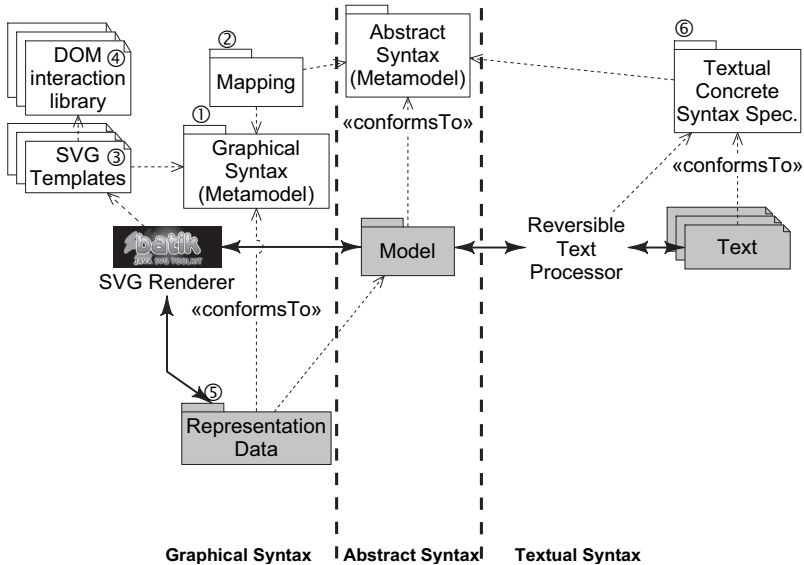 DOM ④
interaction
library
②
Mapping
Abstract
Syntax
(Metamodel)
⑥
Textual
Concrete
Syntax Spec.
①
Graphical
Syntax
(Metamodel)
SVG ③
Templates
«conformsTo»
«conformsTo»
batik
JAVA SVG TOOLKIT
SVG Renderer
Model
Reversible
Text
Processor
Text
«conformsTo»
⑤
Representation
Data
Graphical Syntax
Abstract Syntax
Textual Syntax